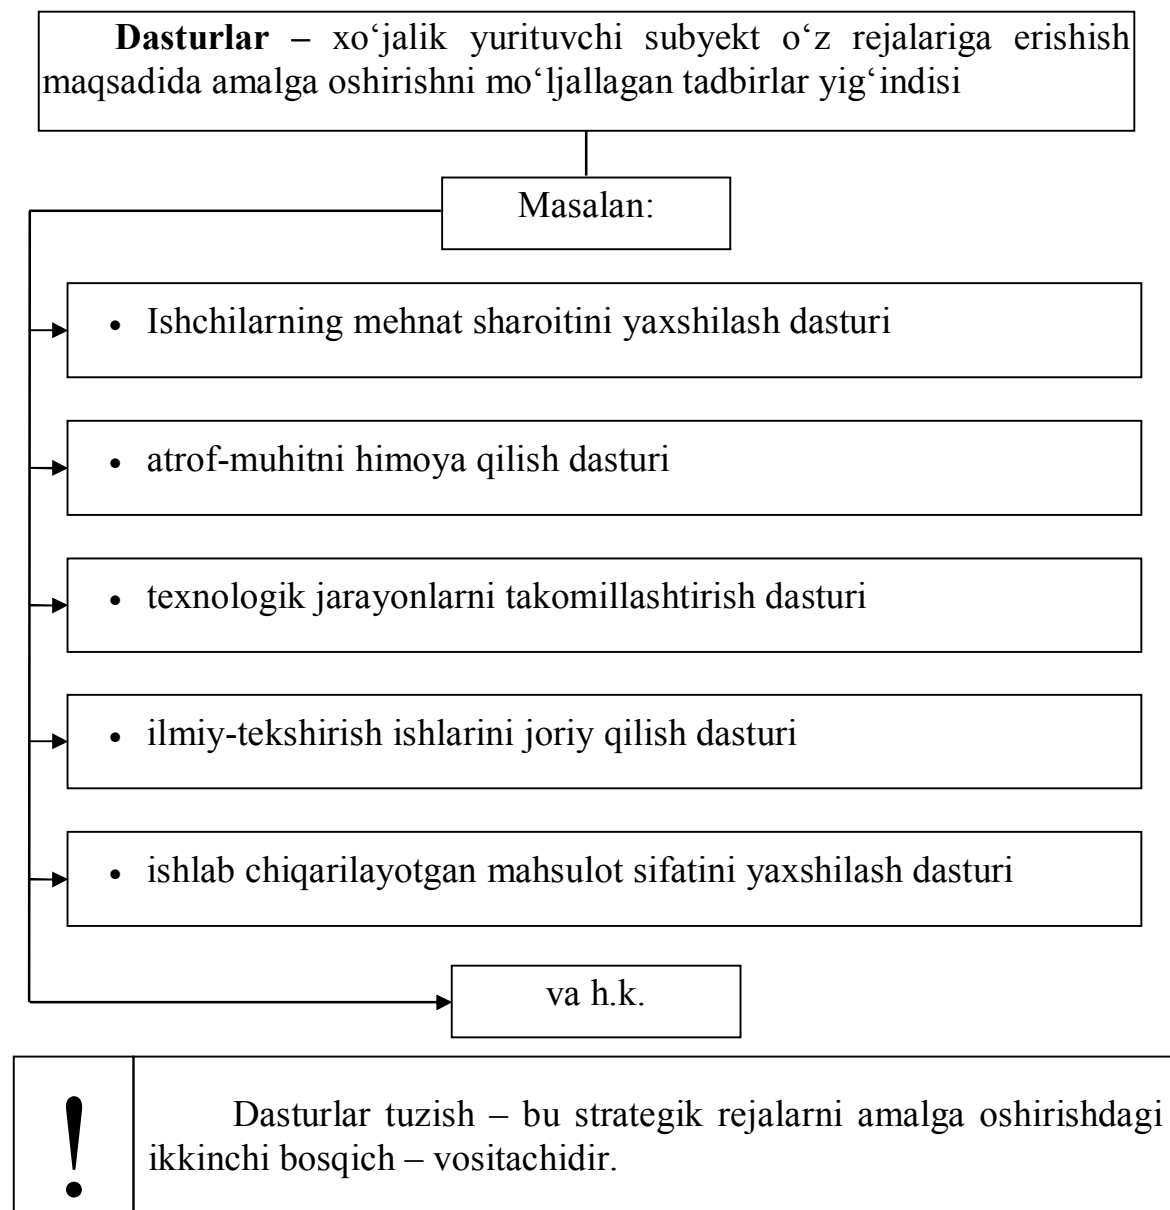 Dasturlar – xo‘jalik yurituvchi subyekt o‘z rejalariga erishish
maqsadida amalga oshirishni mo‘ljallagan tadbirlar yig‘indisi
Masalan:
• Ishchilarning mehnat sharoitini yaxshilash dasturi
• atrof-muhitni himoya qilish dasturi
• texnologik jarayonlarni takomillashtirish dasturi
• ilmiy-tekshirish ishlarini joriy qilish dasturi
• ishlab chiqarilayotgan mahsulot sifatini yaxshilash dasturi
va h.k.
!
Dasturlar tuzish – bu strategik rejalarni amalga oshirishdagi
ikkinchi bosqich – vositachidir.